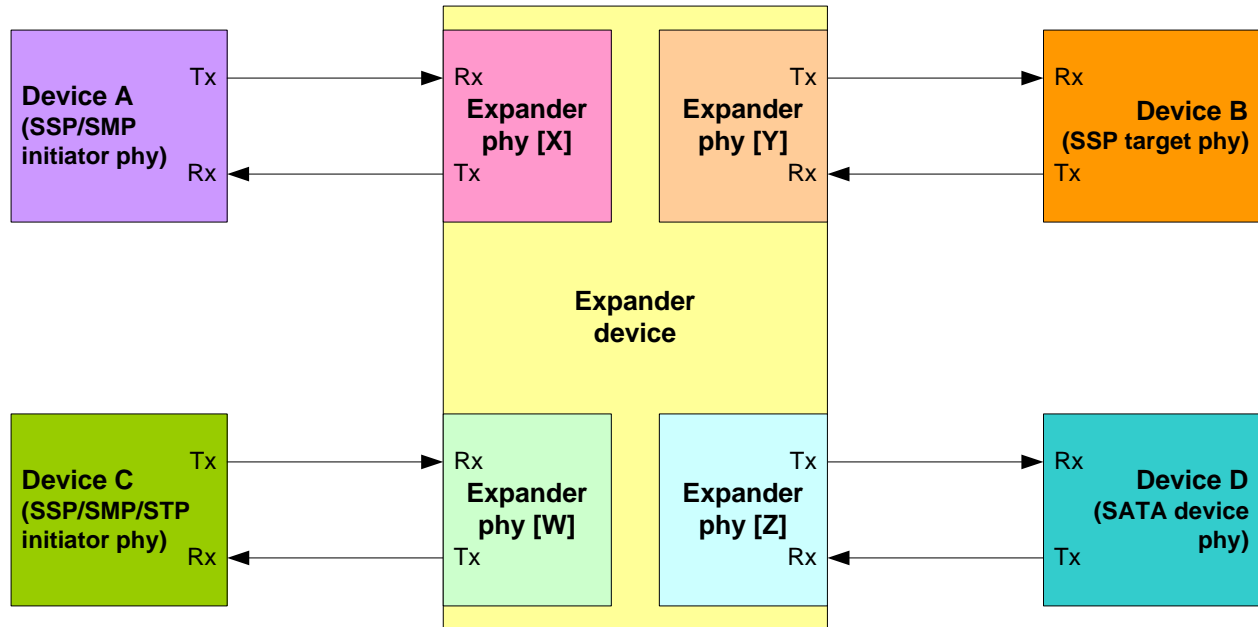 Device A
(SSP/SMP
initiator phy)
Tx
Rx
Rx
Tx
Expander
phy [X]
Expander
phy [Y]
Tx
Rx
Rx
Tx
Device B
(SSP target phy)
Expander
device
Device C
(SSP/SMP/STP
initiator phy)
Tx
Rx
Rx
Tx
Expander
phy [W]
Expander
phy [Z]
Tx
Rx
Rx
Tx
Device D
(SATA device
phy)